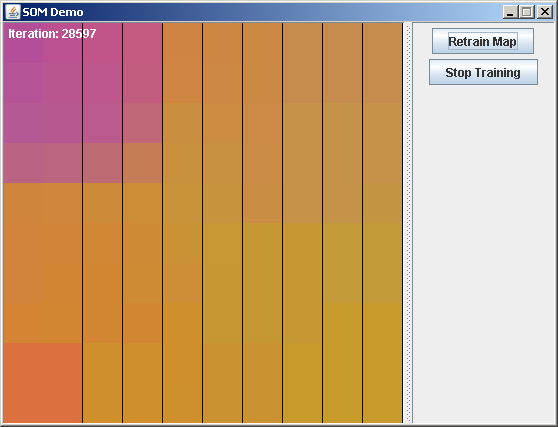 SOM Demo
Iteration: 28597
Retrain Map
Stop Training